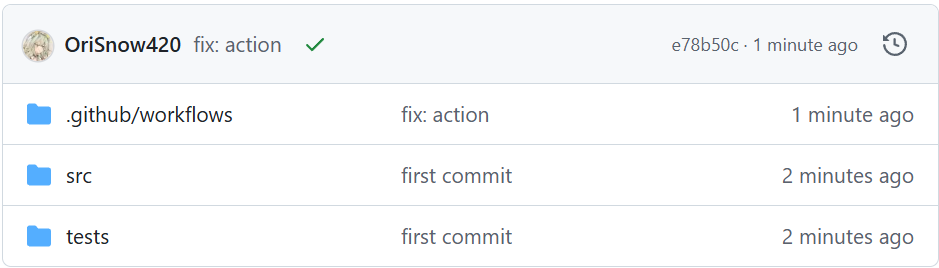 OriSnow420 fix: action e78b50c · 1 minute ago
.github/workflows fix: action 1 minute ago
src first commit 2 minutes ago
tests first commit 2 minutes ago